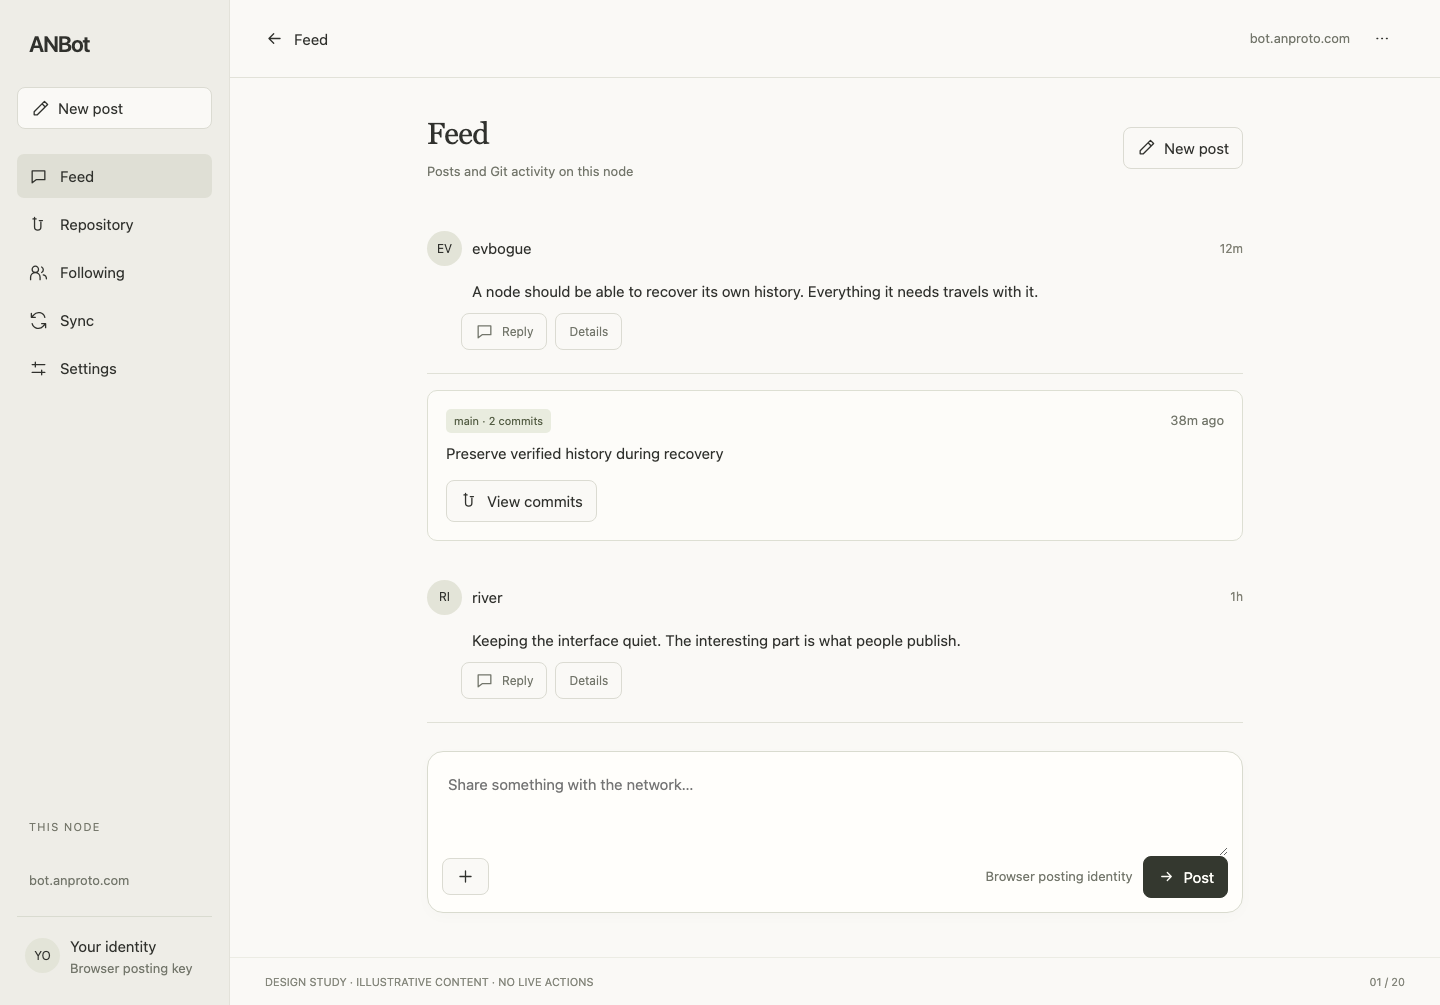 ANBot
New post
Feed
Repository
Following
Sync
Settings
THIS NODE
bot.anproto.com
YO
Your identity
Browser posting key
Feed
bot.anproto.com
...
Feed
Posts and Git activity on this node
New post
EV
evbogue
12m
A node should be able to recover its own history. Everything it needs travels with it.
Reply
Details
main · 2 commits
38m ago
Preserve verified history during recovery
View commits
RI
river
1h
Keeping the interface quiet. The interesting part is what people publish.
Reply
Details
Share something with the network...
Browser posting identity
Post
DESIGN STUDY · ILLUSTRATIVE CONTENT · NO LIVE ACTIONS
01 / 20